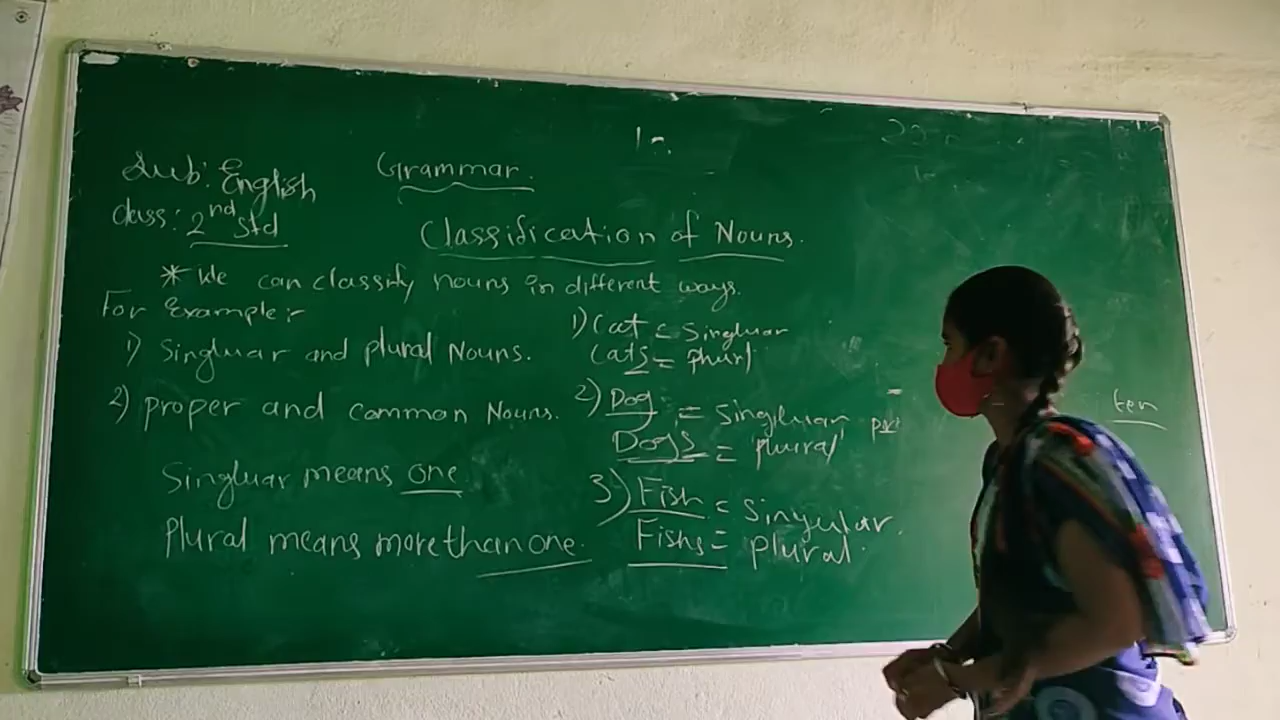 Sub: English
Grammar.
class: 2nd Std
Classification of Nouns.
* We can classify nouns in different ways.
For Example:-
1) Singluar and plural Nouns.
2) proper and common Nouns.
Singluar means one.
Plural means more than one.
1) Cat = Singluar
Cats =
2) Dog =
Dogs = plural
3) Fish = Singular.
Fishs = plural.
ten